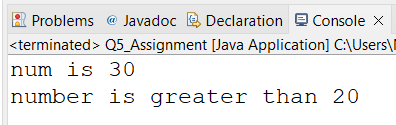 Problems @ Javadoc Declaration Console ×
<terminated> Q5_Assignment [Java Application] C:\Users\
num is 30
number is greater than 20